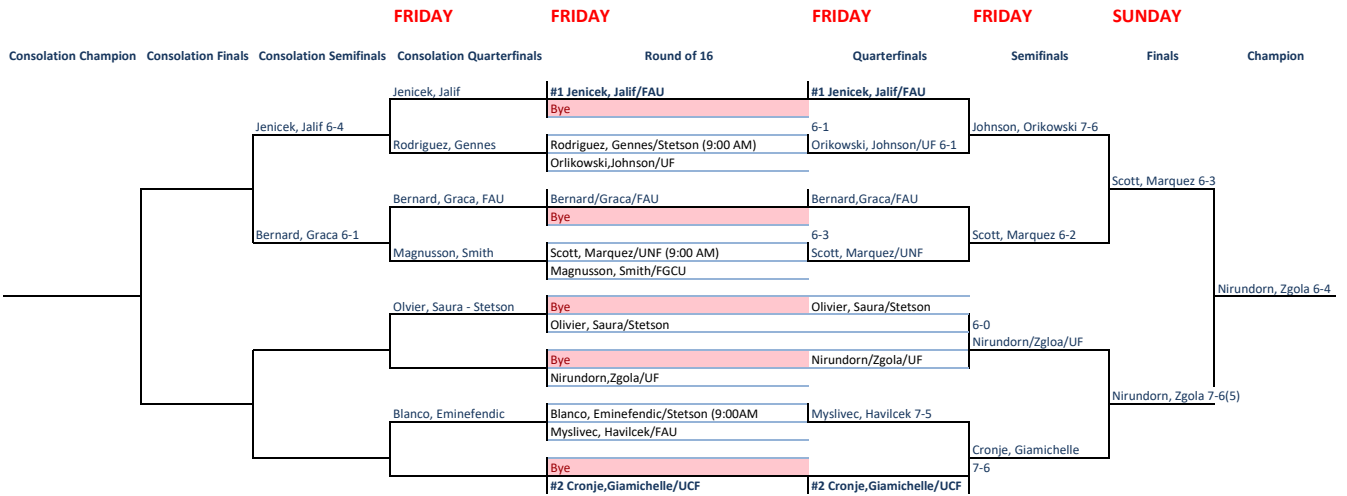 FRIDAY FRIDAY FRIDAY FRIDAY SUNDAY
Consolation Champion Consolation Finals Consolation Semifinals Consolation Quarterfinals Round of 16 Quarterfinals Semifinals Finals Champion
Jenicek, Jalif #1 Jenicek, Jalif/FAU #1 Jenicek, Jalif/FAU
Bye
Jenicek, Jalif 6-4 6-1 Johnson, Orikowski 7-6
Rodriguez, Gennes Rodriguez, Gennes/Stetson (9:00 AM) Orikowski, Johnson/UF 6-1
Orlikowski,Johnson/UF
Scott, Marquez 6-3
Bernard, Graca, FAU Bernard/Graca/FAU Bernard,Graca/FAU
Bye
Bernard, Graca 6-1 6-3 Scott, Marquez 6-2
Magnusson, Smith Scott, Marquez/UNF (9:00 AM) Scott, Marquez/UNF
Magnusson, Smith/FGCU
Nirundorn, Zgola 6-4
Olvier, Saura - Stetson Bye Olivier, Saura/Stetson
Olivier, Saura/Stetson 6-0
Nirundorn/Zgloa/UF
Bye Nirundorn/Zgola/UF
Nirundorn,Zgola/UF
Nirundorn, Zgola 7-6(5)
Blanco, Eminefendic Blanco, Eminefendic/Stetson (9:00AM Myslivec, Havilcek 7-5
Myslivec, Havilcek/FAU
Cronje, Giamichelle
Bye 7-6
#2 Cronje,Giamichelle/UCF #2 Cronje,Giamichelle/UCF